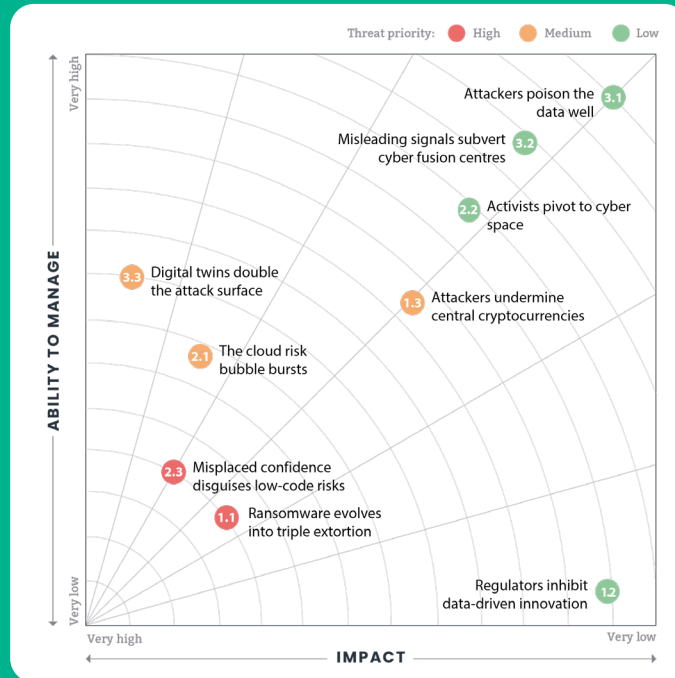 Threat priority: High Medium Low
Very high
Attackers poison the
data well
3.1
Misleading signals subvert
cyber fusion centres
3.2
2.2
Activists pivot to cyber
space
3.3
Digital twins double
the attack surface
1.3
Attackers undermine
central cryptocurrencies
2.1
The cloud risk
bubble bursts
2.3
Misplaced confidence
disguises low-code risks
1.1
Ransomware evolves
into triple extortion
Regulators inhibit
data-driven innovation
1.2
ABILITY TO MANAGE
Very low
Very high
Very low
IMPACT